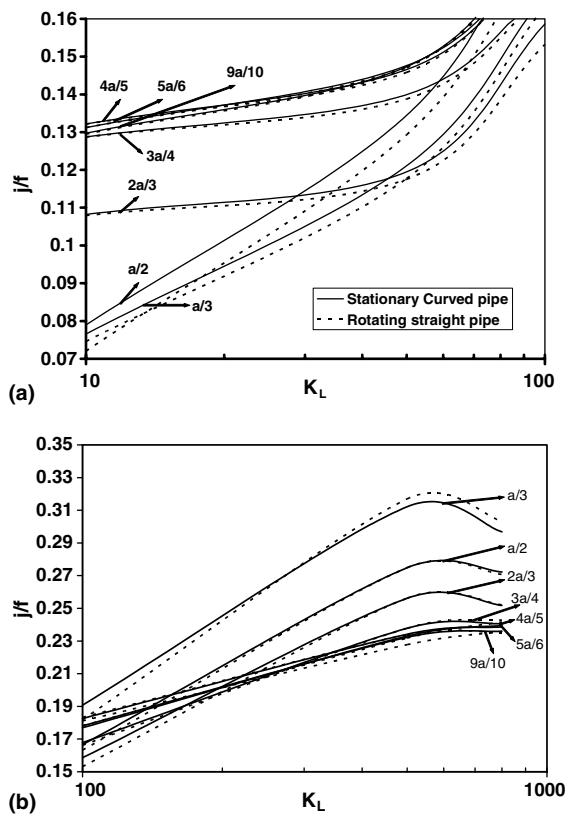 0.16
0.15
0.14
0.13
0.12
0.11
0.1
0.09
0.08
0.07
j/f
4a/5
5a/6
9a/10
3a/4
2a/3
a/2
a/3
Stationary Curved pipe
Rotating straight pipe
10
100
K_L
(a)
0.35
0.33
0.31
0.29
0.27
0.25
0.23
0.21
0.19
0.17
0.15
j/f
a/3
a/2
2a/3
3a/4
4a/5
5a/6
9a/10
100
1000
K_L
(b)